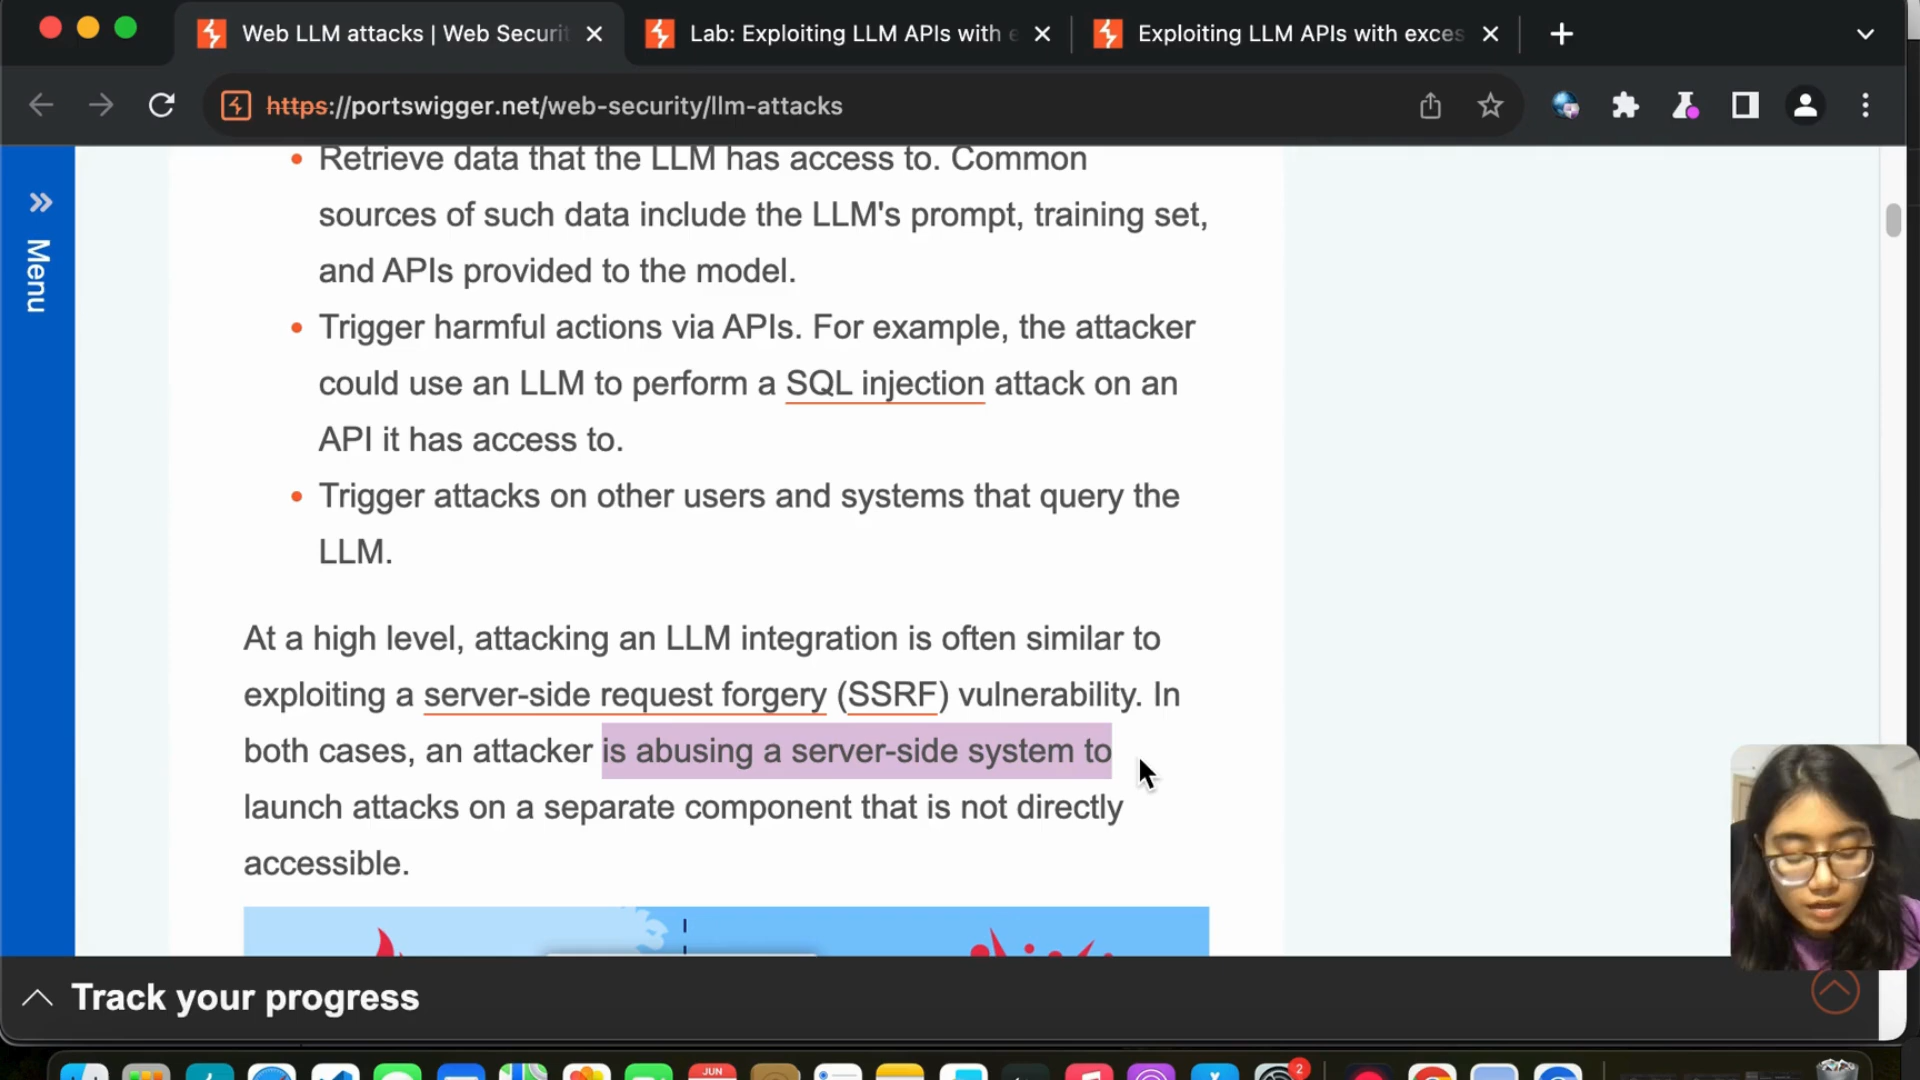 Web LLM attacks | Web Securit
Lab: Exploiting LLM APIs with e
Exploiting LLM APIs with exces
https://portswigger.net/web-security/llm-attacks
Menu
Retrieve data that the LLM has access to. Common
sources of such data include the LLM's prompt, training set,
and APIs provided to the model.
Trigger harmful actions via APIs. For example, the attacker
could use an LLM to perform a SQL injection attack on an
API it has access to.
Trigger attacks on other users and systems that query the
LLM.
At a high level, attacking an LLM integration is often similar to
exploiting a server-side request forgery (SSRF) vulnerability. In
both cases, an attacker is abusing a server-side system to
launch attacks on a separate component that is not directly
accessible.
Track your progress
JUN
2